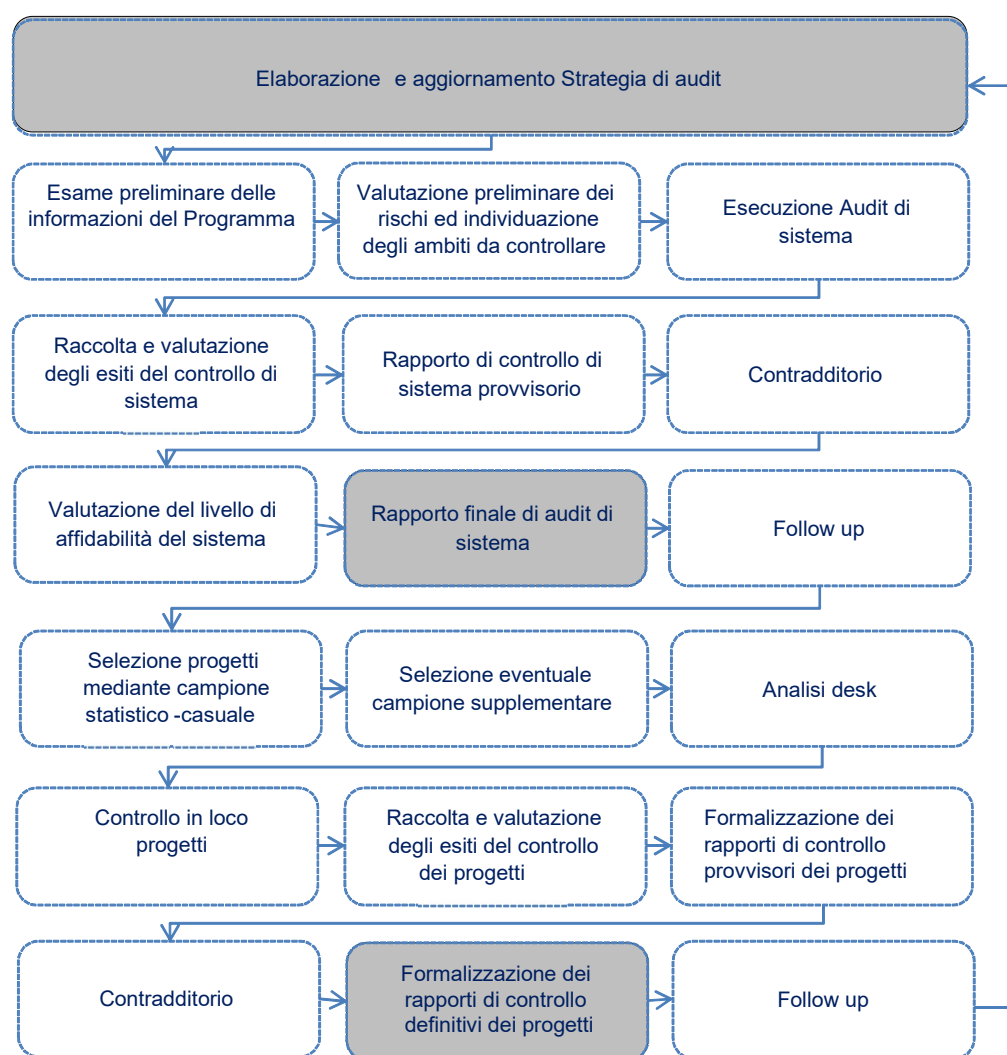 Elaborazione e aggiornamento Strategia di audit
Esame preliminare delle
informazioni del Programma
Valutazione preliminare dei
rischi ed individuazione
degli ambiti da controllare
Esecuzione Audit di
sistema
Raccolta e valutazione
degli esiti del controllo di
sistema
Rapporto di controllo di
sistema provvisorio
Contradditorio
Valutazione del livello di
affidabilità del sistema
Rapporto finale di audit di
sistema
Follow up
Selezione progetti
mediante campione
statistico -casuale
Selezione eventuale
campione supplementare
Analisi desk
Controllo in loco
progetti
Raccolta e valutazione
degli esiti del controllo
dei progetti
Formalizzazione dei
rapporti di controllo
provvisori dei progetti
Contradditorio
Formalizzazione dei
rapporti di controllo
definitivi dei progetti
Follow up